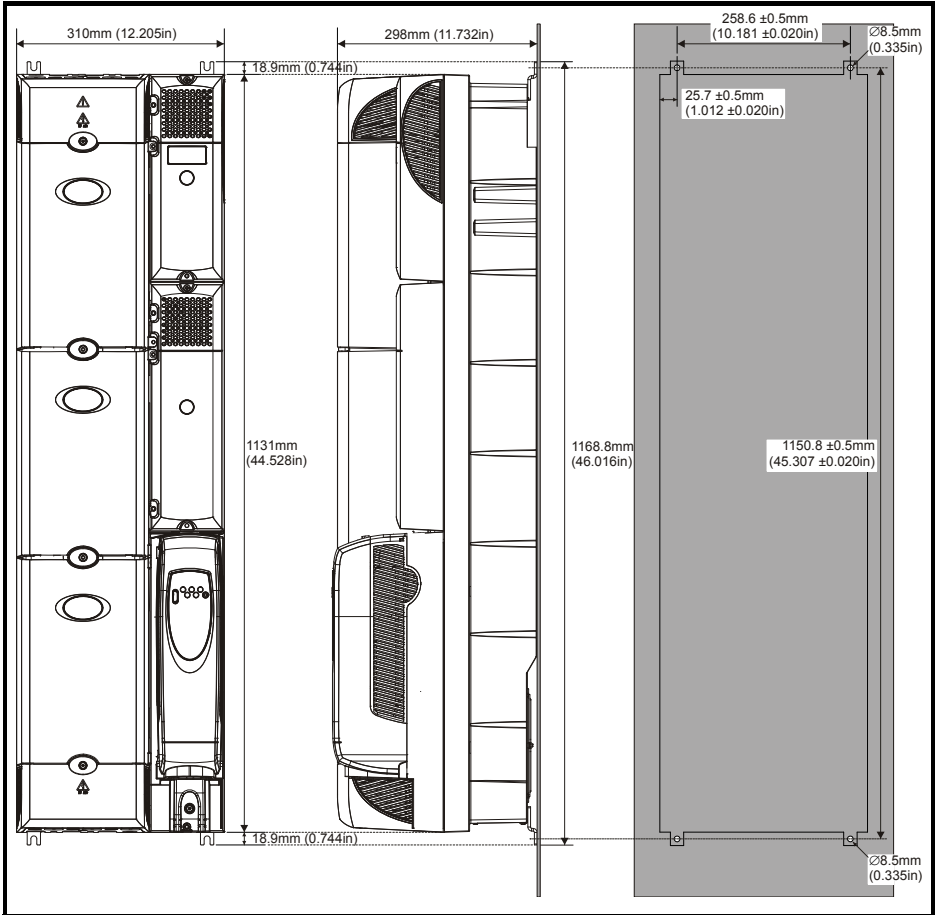 310mm (12.205in)
298mm (11.732in)
258.6 ±0.5mm
(10.181 ±0.020in)
∅8.5mm
(0.335in)
18.9mm (0.744in)
25.7 ±0.5mm
(1.012 ±0.020in)
1131mm
(44.528in)
1168.8mm
(46.016in)
1150.8 ±0.5mm
(45.307 ±0.020in)
18.9mm (0.744in)
∅8.5mm
(0.335in)